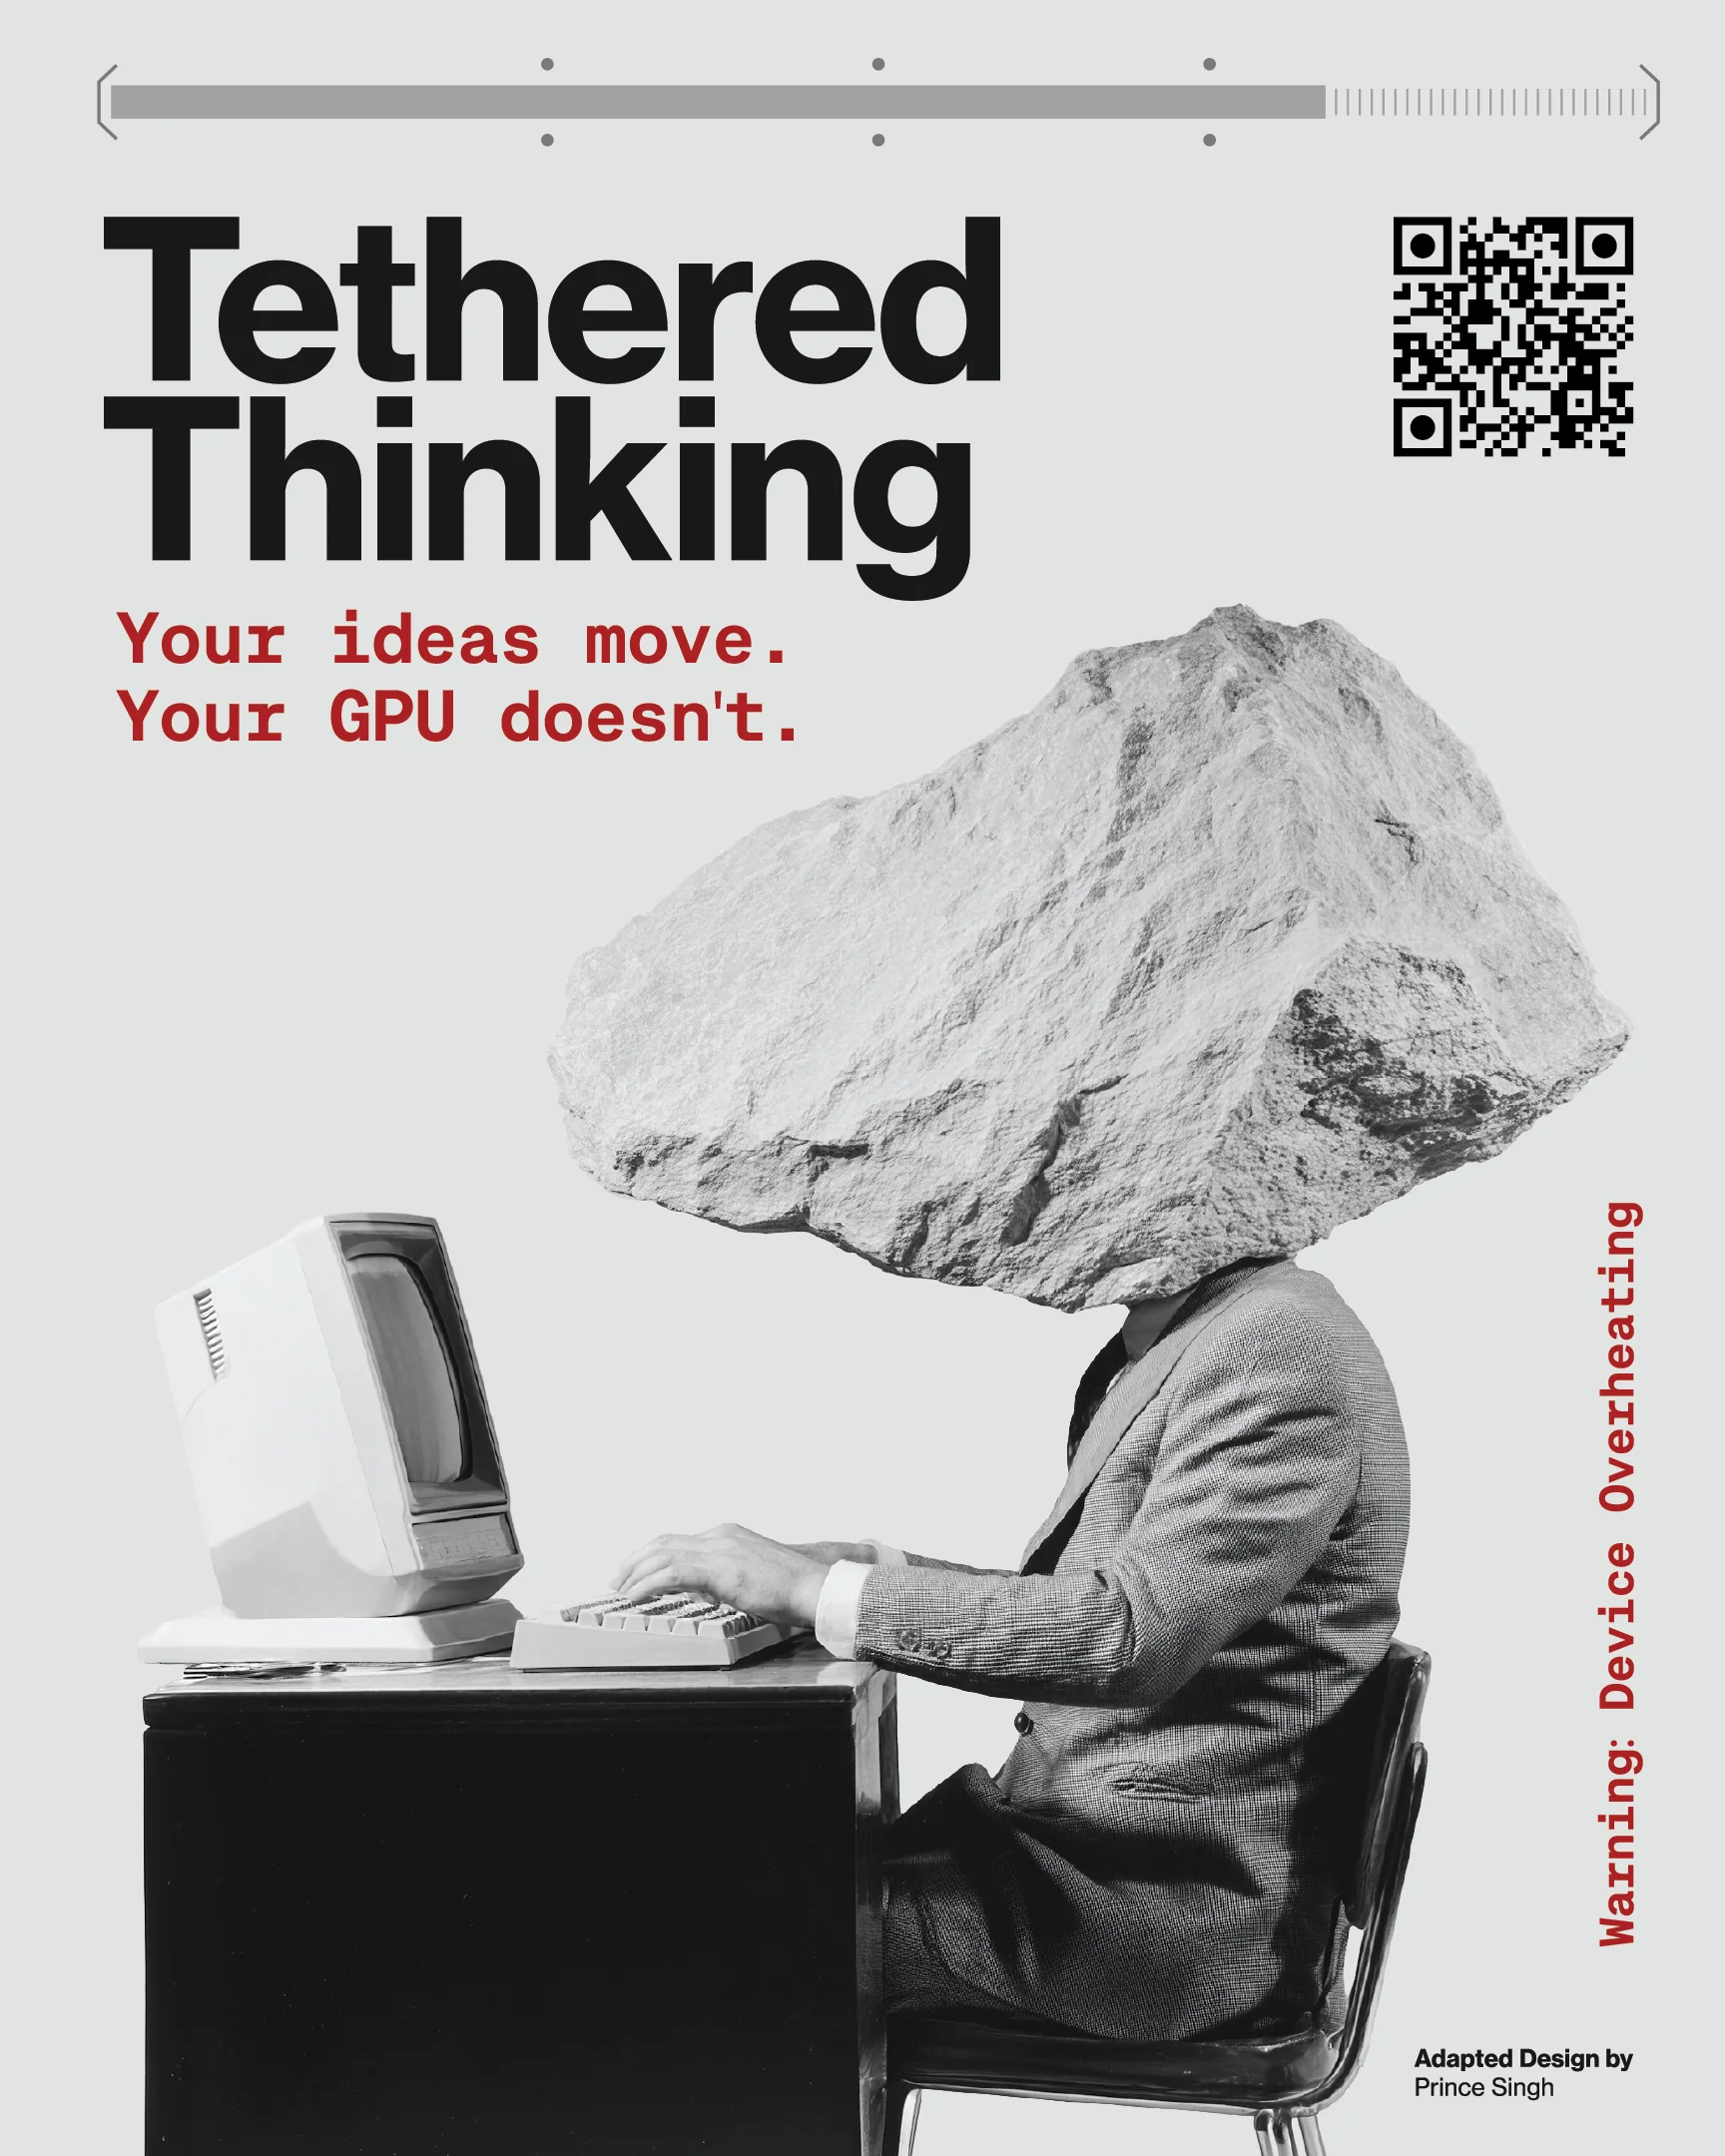 Tethered
Thinking
Your ideas move.
Your GPU doesn't.
Warning: Device Overheating
Adapted Design by
Prince Singh